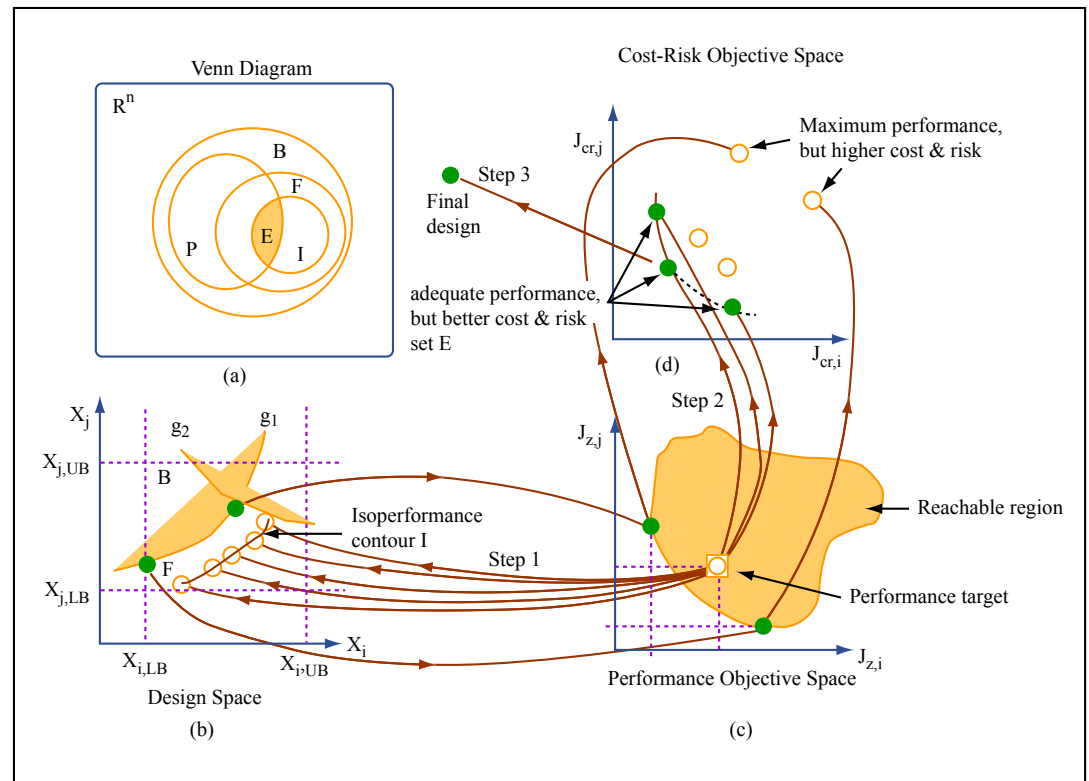 Venn Diagram
Rⁿ
B
F
P
E
I
(a)
Cost-Risk Objective Space
J_cr,j
Maximum performance,
but higher cost & risk
Step 3
Final
design
adequate performance,
but better cost & risk
set E
(d)
J_cr,i
Step 2
X_j
g_2
g_1
X_j,UB
B
Isoperformance
contour I
Step 1
F
X_j,LB
X_i,LB
X_i,UB
X_i
Design Space
(b)
J_z,j
Reachable region
Performance target
J_z,i
Performance Objective Space
(c)